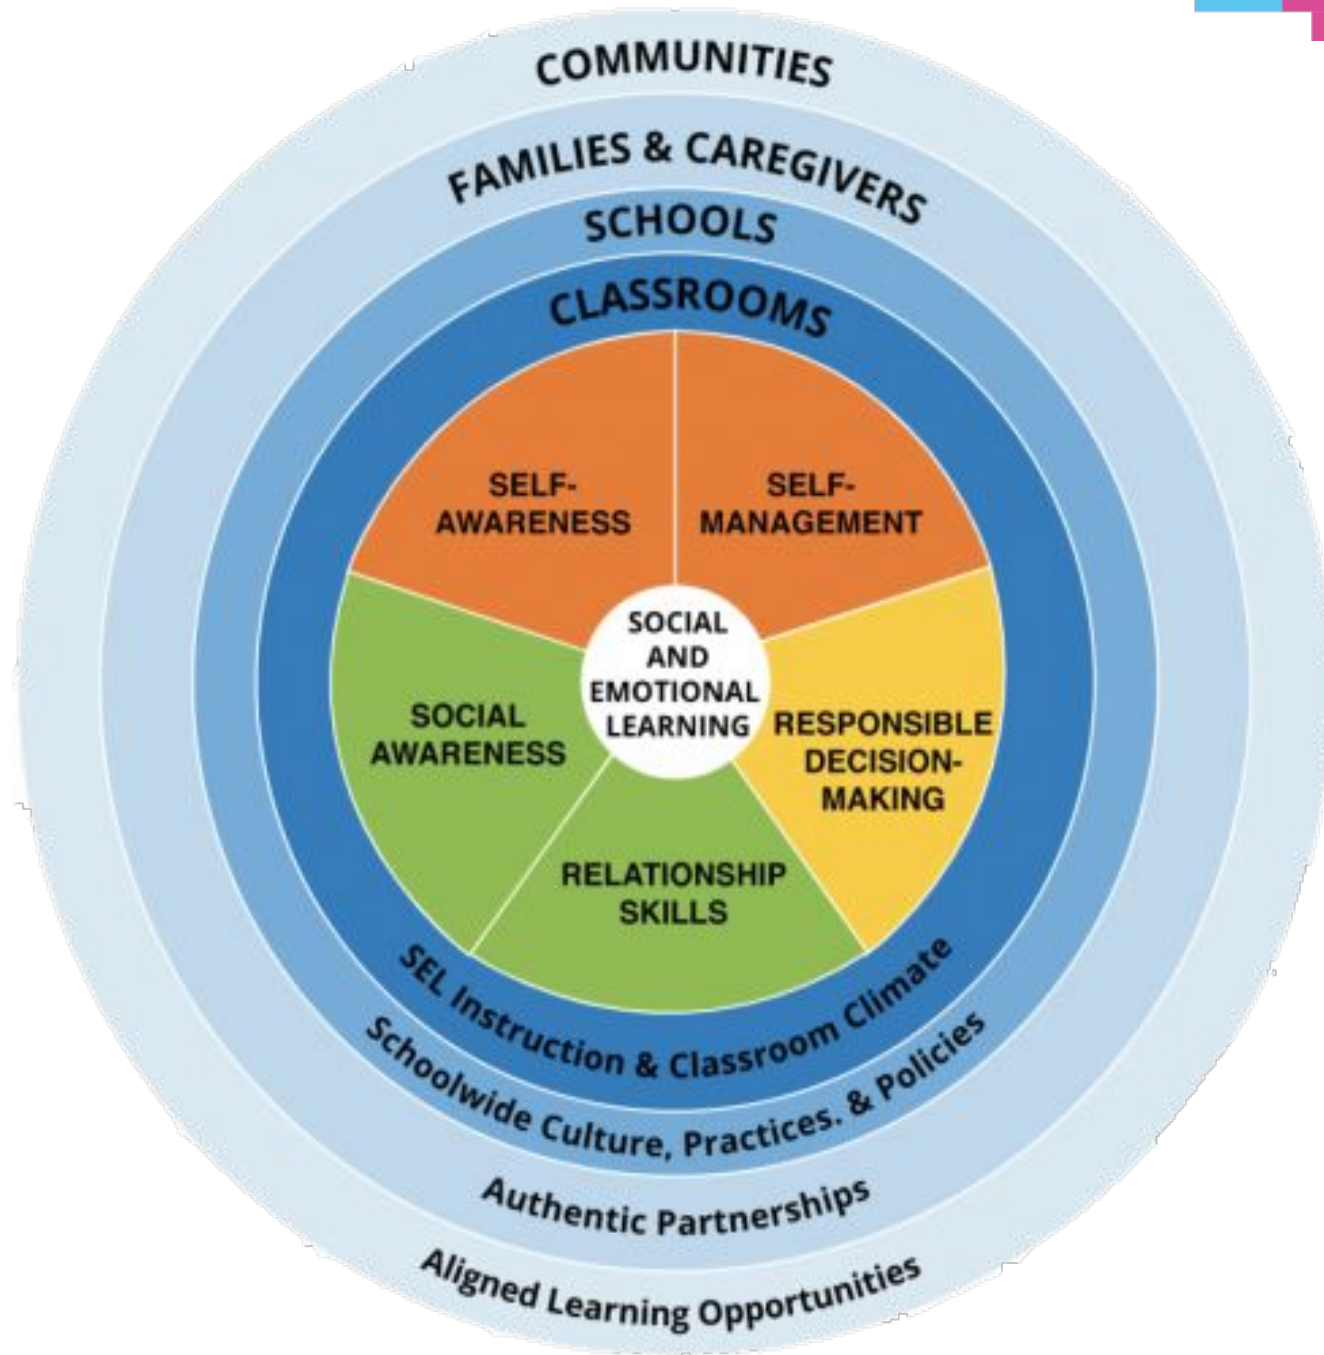 COMMUNITIES
FAMILIES & CAREGIVERS
SCHOOLS
CLASSROOMS
SELF-
AWARENESS
SELF-
MANAGEMENT
SOCIAL
AND
EMOTIONAL
LEARNING
SOCIAL
AWARENESS
RESPONSIBLE
DECISION-
MAKING
RELATIONSHIP
SKILLS
SEL Instruction & Classroom Climate
Schoolwide Culture, Practices. & Policies
Authentic Partnerships
Aligned Learning Opportunities